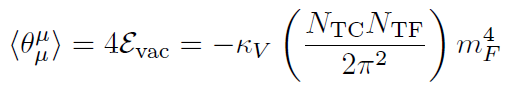 ⟨θ^μ_μ⟩ = 4ℰ_vac = −κ_V (N_TC N_TF / 2π²) m_F^4